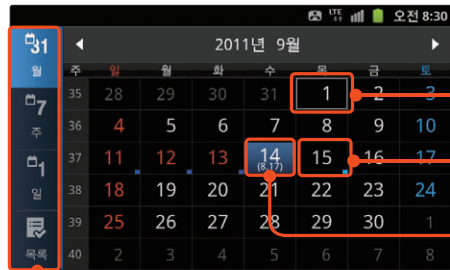 LTE 오전 8:30
31 2011년 9월
월 주 일 월 화 수 목 금 토
35 28 29 30 31 1 2 3
7 주
36 4 5 6 7 8 9 10
37 11 12 13 14 15 16 17
(8.17)
1 일
38 18 19 20 21 22 23 24
39 25 26 27 28 29 30 1
목록 40 2 3 4 5 6 7 8